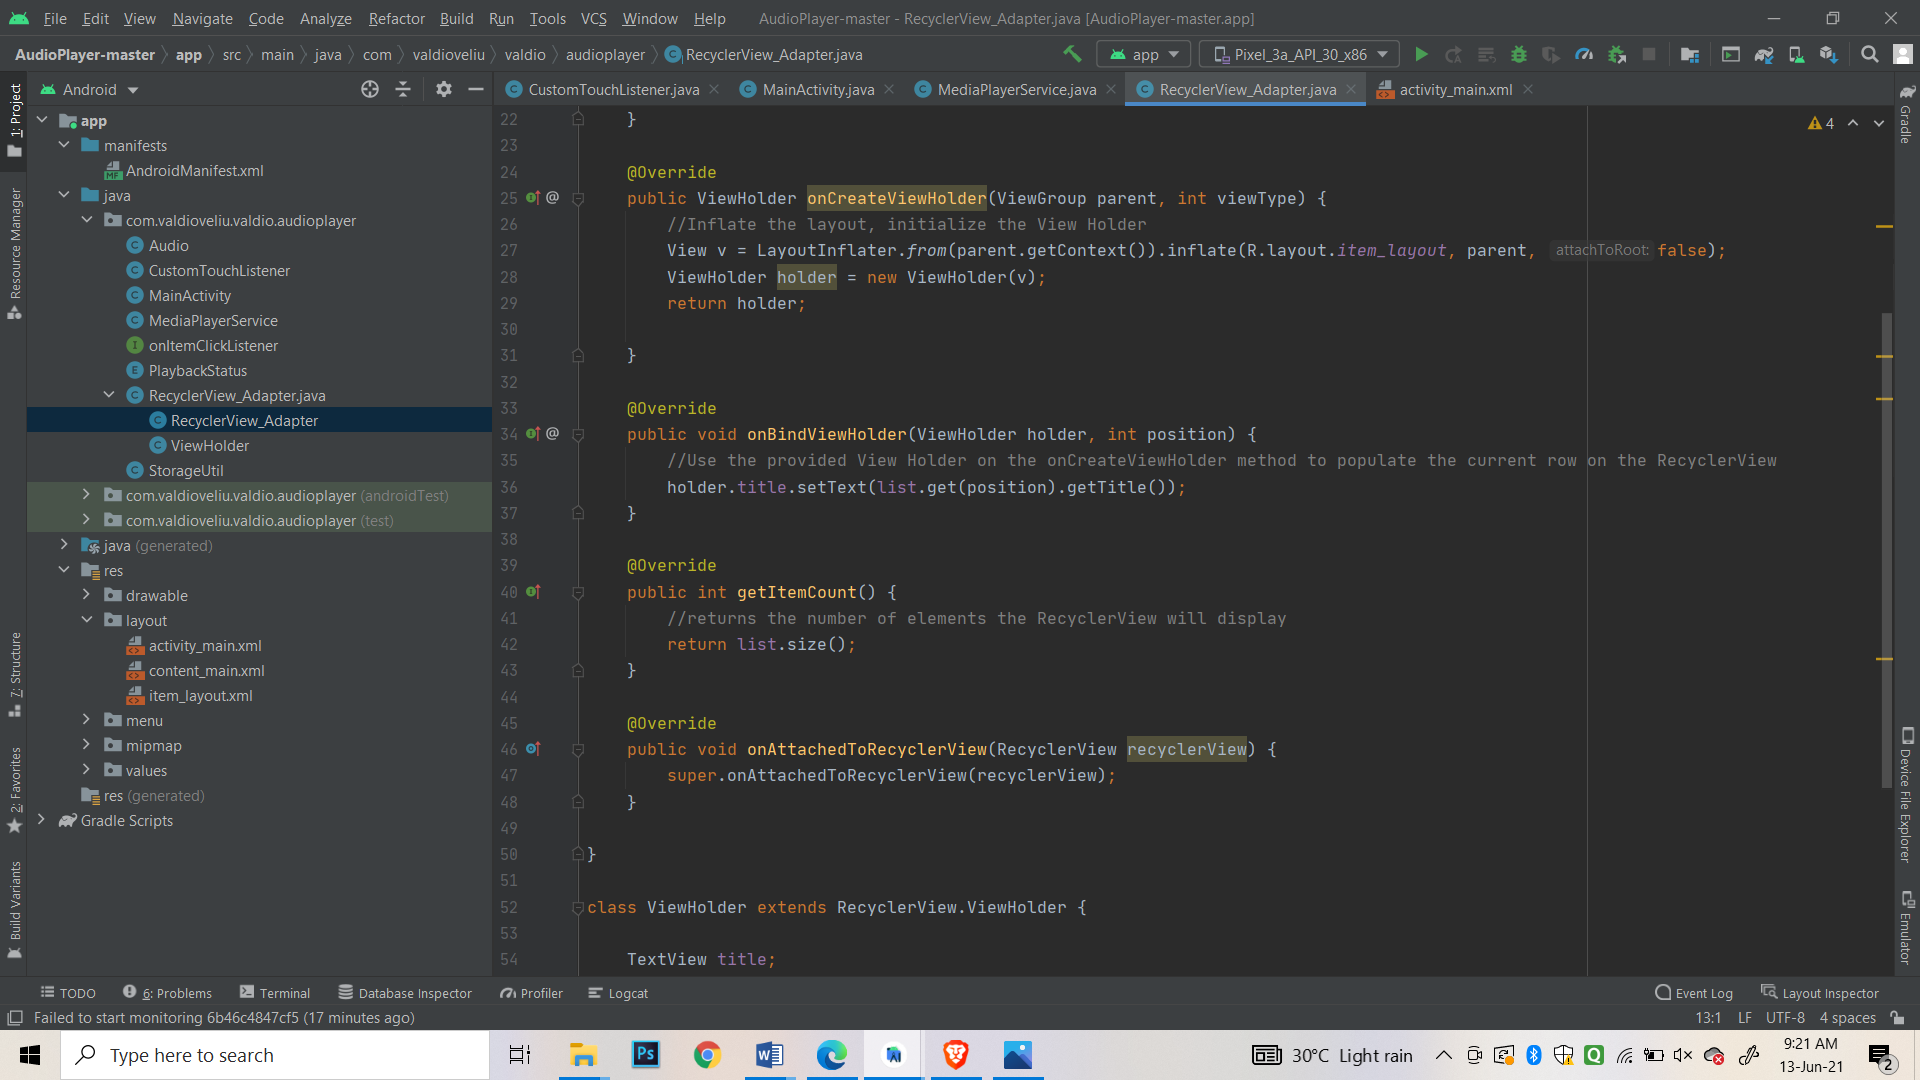 File Edit View Navigate Code Analyze Refactor Build Run Tools VCS Window Help AudioPlayer-master - RecyclerView_Adapter.java [AudioPlayer-master.app]
AudioPlayer-master app src main java com valdioveliu valdio audioplayer RecyclerView_Adapter.java app Pixel_3a_API_30_x86
Android CustomTouchListener.java MainActivity.java MediaPlayerService.java RecyclerView_Adapter.java activity_main.xml
1: Project
Resource Manager
7: Structure
2: Favorites
Build Variants
app
manifests
AndroidManifest.xml
java
com.valdioveliu.valdio.audioplayer
Audio
CustomTouchListener
MainActivity
MediaPlayerService
onItemClickListener
PlaybackStatus
RecyclerView_Adapter.java
RecyclerView_Adapter
ViewHolder
StorageUtil
com.valdioveliu.valdio.audioplayer (androidTest)
com.valdioveliu.valdio.audioplayer (test)
java (generated)
res
drawable
layout
activity_main.xml
content_main.xml
item_layout.xml
menu
mipmap
values
res (generated)
Gradle Scripts
4
22 }
23
24 @Override
25 @ public ViewHolder onCreateViewHolder(ViewGroup parent, int viewType) {
26 //Inflate the layout, initialize the View Holder
27 View v = LayoutInflater.from(parent.getContext()).inflate(R.layout.item_layout, parent, attachToRoot: false);
28 ViewHolder holder = new ViewHolder(v);
29 return holder;
30
31 }
32
33 @Override
34 @ public void onBindViewHolder(ViewHolder holder, int position) {
35 //Use the provided View Holder on the onCreateViewHolder method to populate the current row on the RecyclerView
36 holder.title.setText(list.get(position).getTitle());
37 }
38
39 @Override
40 public int getItemCount() {
41 //returns the number of elements the RecyclerView will display
42 return list.size();
43 }
44
45 @Override
46 public void onAttachedToRecyclerView(RecyclerView recyclerView) {
47 super.onAttachedToRecyclerView(recyclerView);
48 }
49
50 }
51
52 class ViewHolder extends RecyclerView.ViewHolder {
53
54 TextView title;
Gradle
Device File Explorer
Emulator
TODO 6: Problems Terminal Database Inspector Profiler Logcat Event Log Layout Inspector
Failed to start monitoring 6b46c4847cf5 (17 minutes ago) 13:1 LF UTF-8 4 spaces
Type here to search 30°C Light rain 9:21 AM
13-Jun-21 2